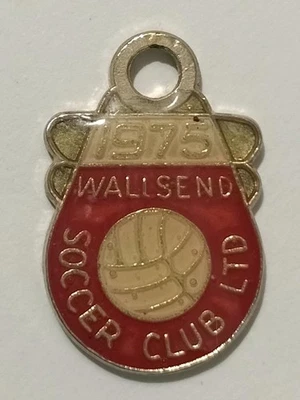 1975
WALLSEND
SOCCER CLUB LTD